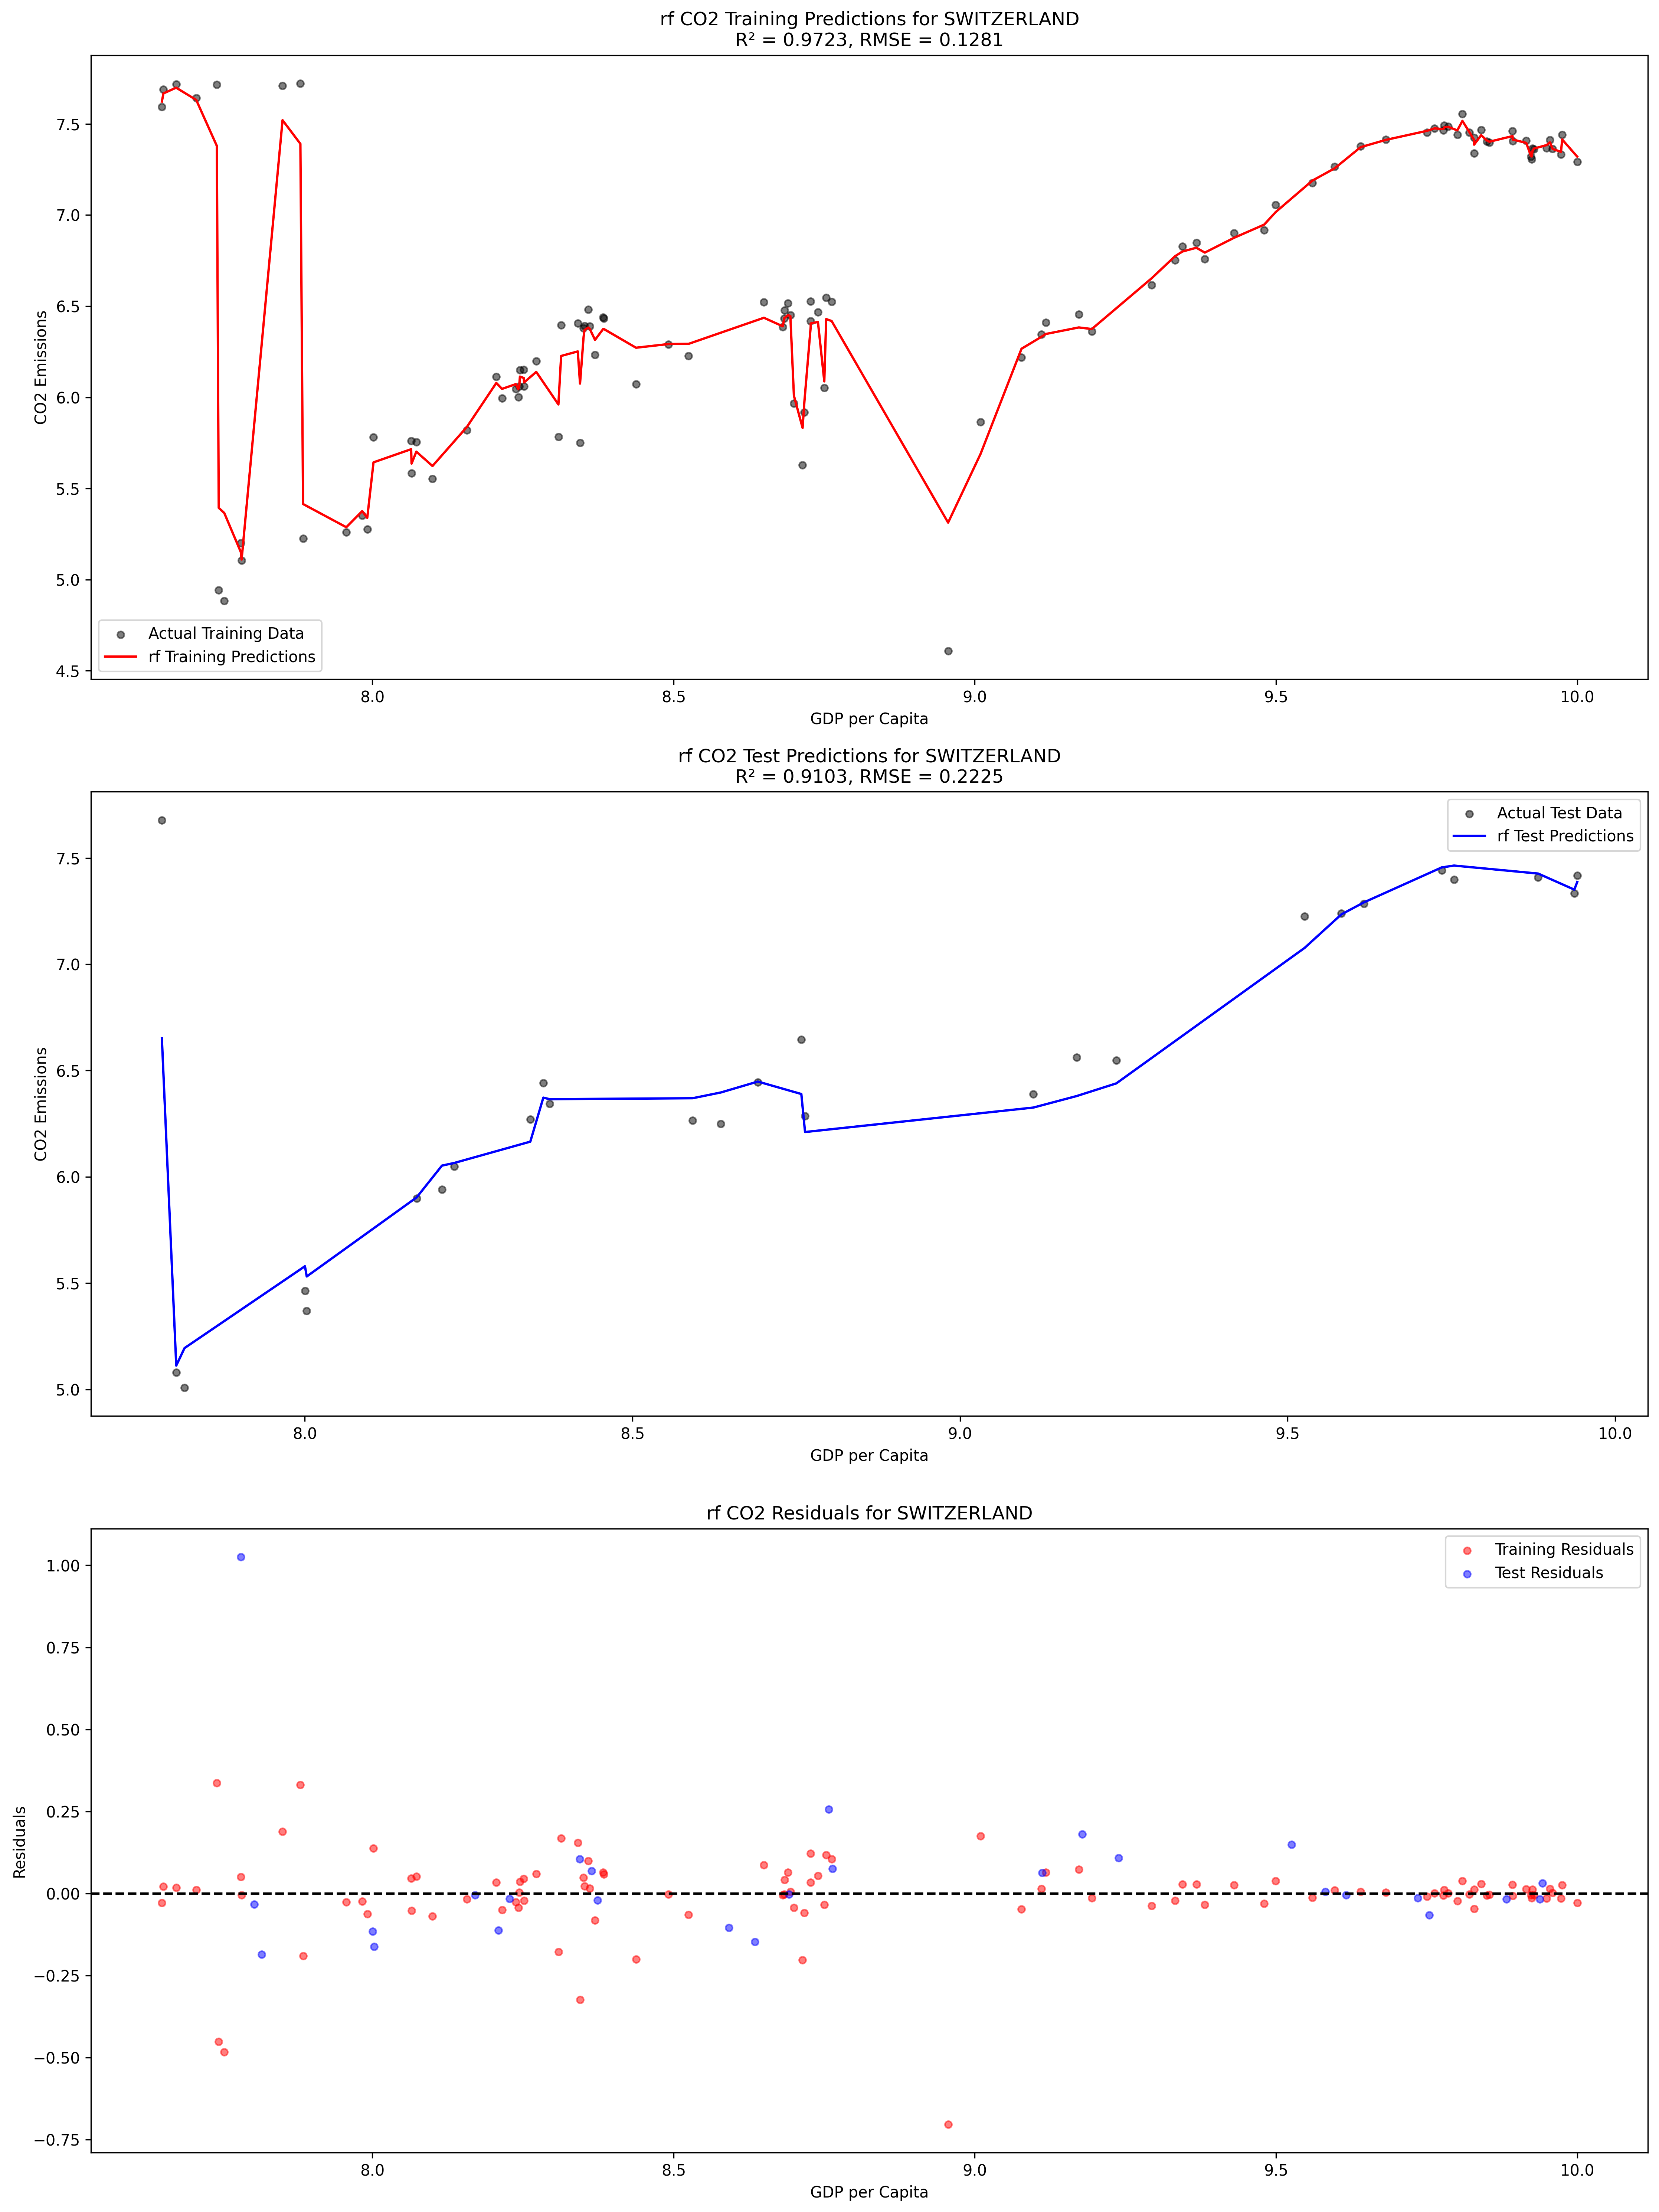 rf CO2 Training Predictions for SWITZERLAND
R² = 0.9723, RMSE = 0.1281
7.5
7.0
6.5
6.0
5.5
5.0
4.5
CO2 Emissions
Actual Training Data
rf Training Predictions
8.0 8.5 9.0 9.5 10.0
GDP per Capita
rf CO2 Test Predictions for SWITZERLAND
R² = 0.9103, RMSE = 0.2225
Actual Test Data
rf Test Predictions
7.5
7.0
6.5
6.0
5.5
5.0
CO2 Emissions
8.0 8.5 9.0 9.5 10.0
GDP per Capita
rf CO2 Residuals for SWITZERLAND
Training Residuals
Test Residuals
1.00
0.75
0.50
0.25
0.00
−0.25
−0.50
−0.75
Residuals
8.0 8.5 9.0 9.5 10.0
GDP per Capita